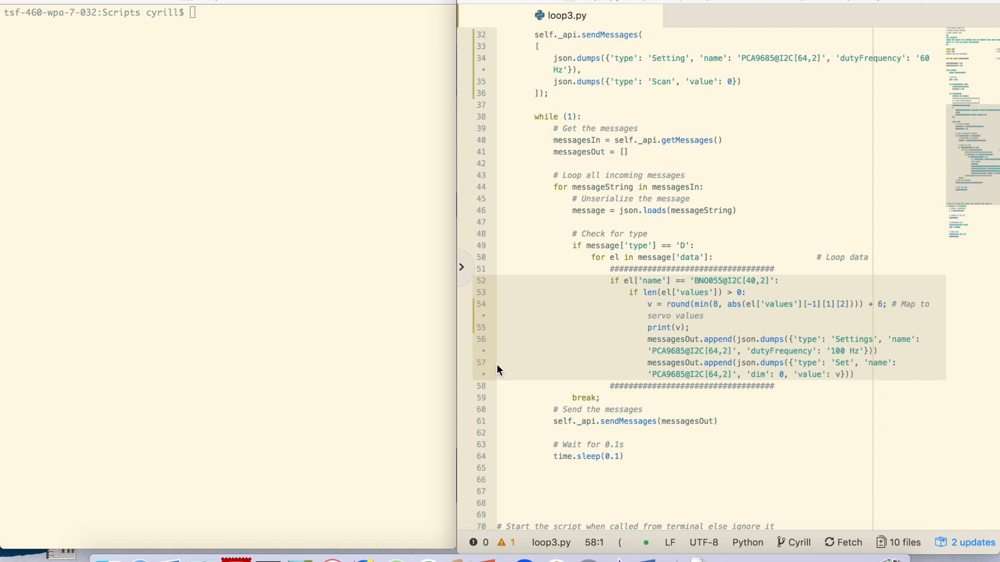 tsf-460-wpa-7-032:Scripts cyrill$
loop3.py
32 self._api.sendMessages(
33 [
34 json.dumps({'type': 'Setting', 'name': 'PCA9685@I2C[64,2]', 'dutyFrequency': '60
• Hz'}),
35 json.dumps({'type': 'Scan', 'value': 0})
36 ]);
37
38 while (1):
39 # Get the messages
40 messagesIn = self._api.getMessages()
41 messagesOut = []
42
43 # Loop all incoming messages
44 for messageString in messagesIn:
45 # Unserialize the message
46 message = json.loads(messageString)
47
48 # Check for type
49 if message['type'] == 'D':
50 for el in message['data']: # Loop data
51 ###################################
52 if el['name'] == 'BNO055@I2C[40,2]':
53 if len(el['values']) > 0:
54 v = round(min(8, abs(el['values'][-1][1][2]))) + 6; # Map to
• servo values
55 print(v);
56 messagesOut.append(json.dumps({'type': 'Settings', 'name':
• 'PCA9685@I2C[64,2]', 'dutyFrequency': '100 Hz'}))
57 messagesOut.append(json.dumps({'type': 'Set', 'name':
• 'PCA9685@I2C[64,2]', 'dim': 0, 'value': v}))
58 ###################################
59 break;
60 # Send the messages
61 self._api.sendMessages(messagesOut)
62
63 # Wait for 0.1s
64 time.sleep(0.1)
65
66
67
68
69
70 # Start the script when called from terminal else ignore it
0 1 loop3.py 58:1 ( LF UTF-8 Python Cyrill Fetch 10 files 2 updates